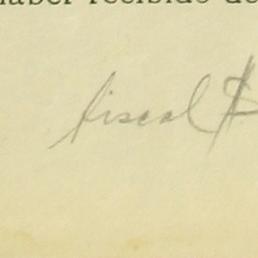 haber recibido de
fiscal $